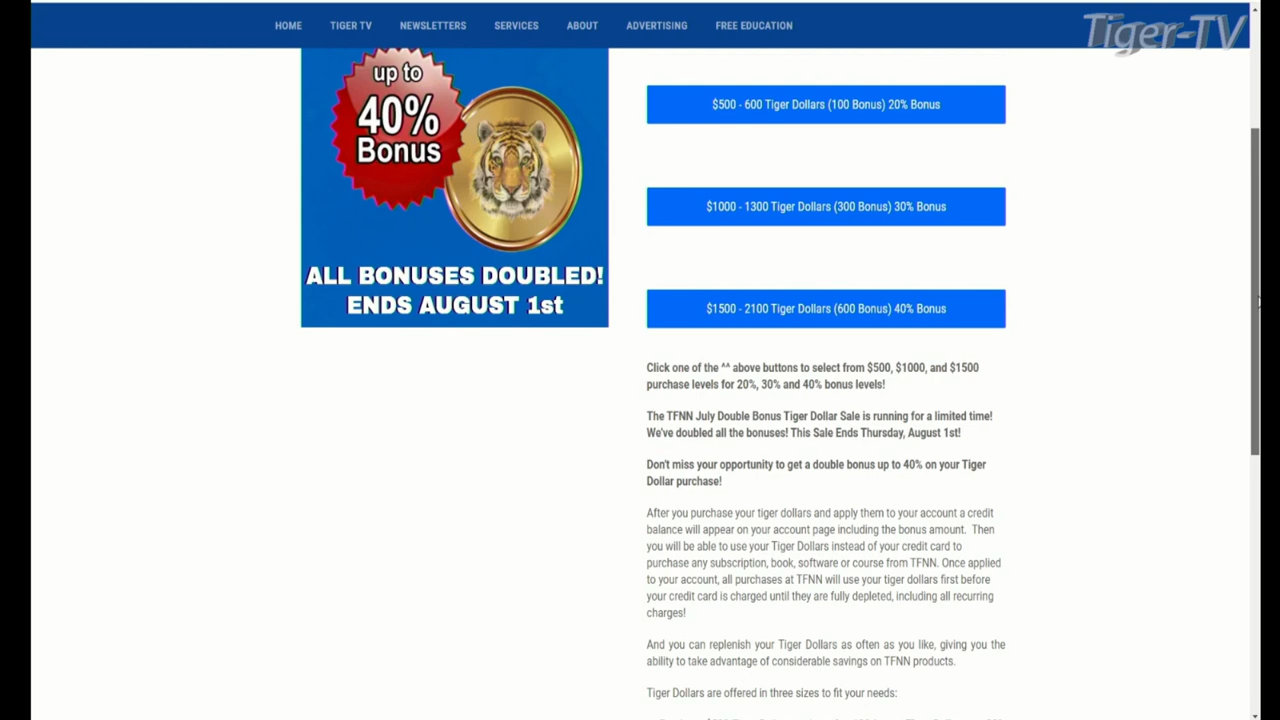 HOME TIGER TV NEWSLETTERS SERVICES ABOUT ADVERTISING FREE EDUCATION
Tiger-TV
up to
40%
Bonus
ALL BONUSES DOUBLED!
ENDS AUGUST 1st
$500 - 600 Tiger Dollars (100 Bonus) 20% Bonus
$1000 - 1300 Tiger Dollars (300 Bonus) 30% Bonus
$1500 - 2100 Tiger Dollars (600 Bonus) 40% Bonus
Click one of the ^^ above buttons to select from $500, $1000, and $1500
purchase levels for 20%, 30% and 40% bonus levels!
The TFNN July Double Bonus Tiger Dollar Sale is running for a limited time!
We've doubled all the bonuses! This Sale Ends Thursday, August 1st!
Don't miss your opportunity to get a double bonus up to 40% on your Tiger
Dollar purchase!
After you purchase your tiger dollars and apply them to your account a credit
balance will appear on your account page including the bonus amount. Then
you will be able to use your Tiger Dollars instead of your credit card to
purchase any subscription, book, software or course from TFNN. Once applied
to your account, all purchases at TFNN will use your tiger dollars first before
your credit card is charged until they are fully depleted, including all recurring
charges!
And you can replenish your Tiger Dollars as often as you like, giving you the
ability to take advantage of considerable savings on TFNN products.
Tiger Dollars are offered in three sizes to fit your needs: